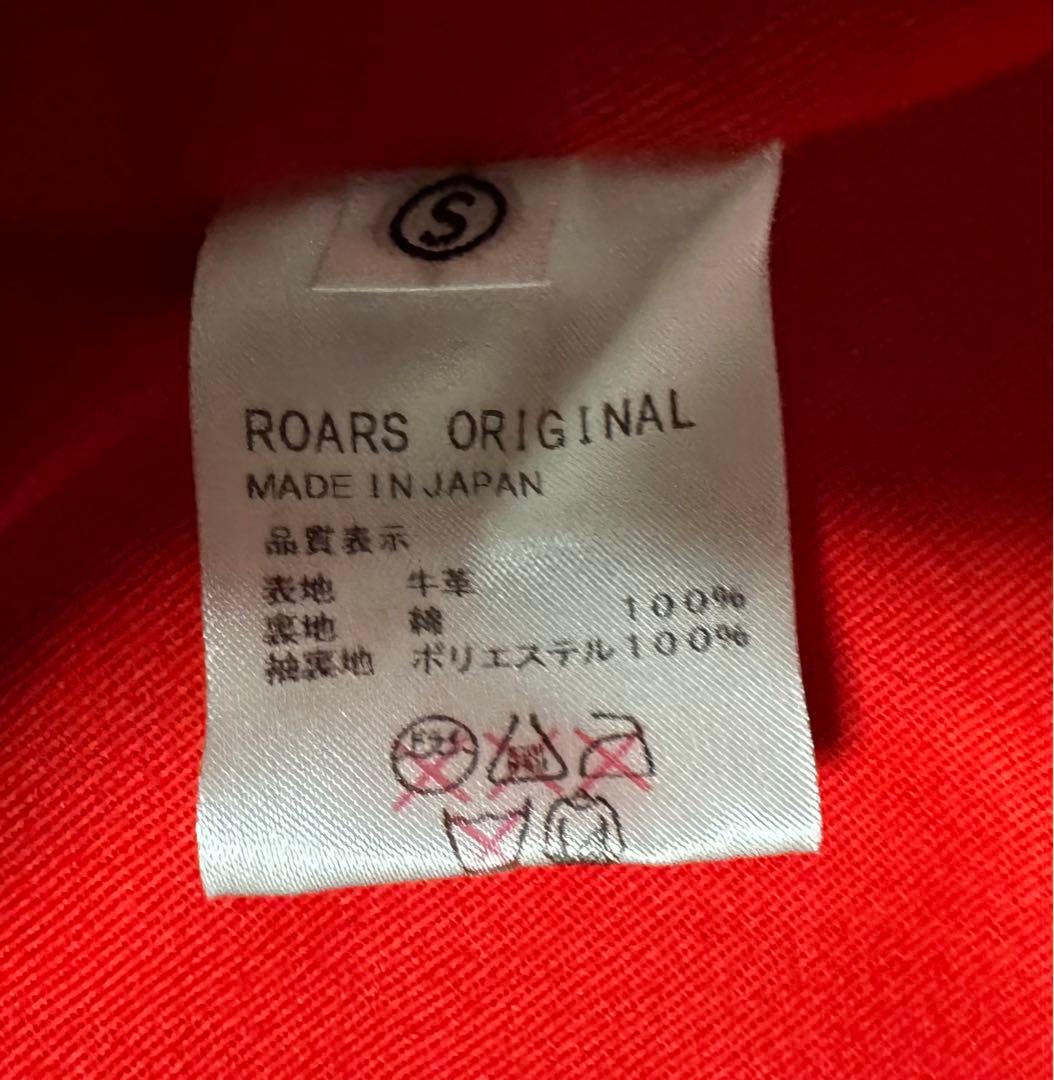 S
ROARS ORIGINAL
MADE IN JAPAN
品質表示
表地 牛革
裏地 綿 100%
袖裏地 ポリエステル100%